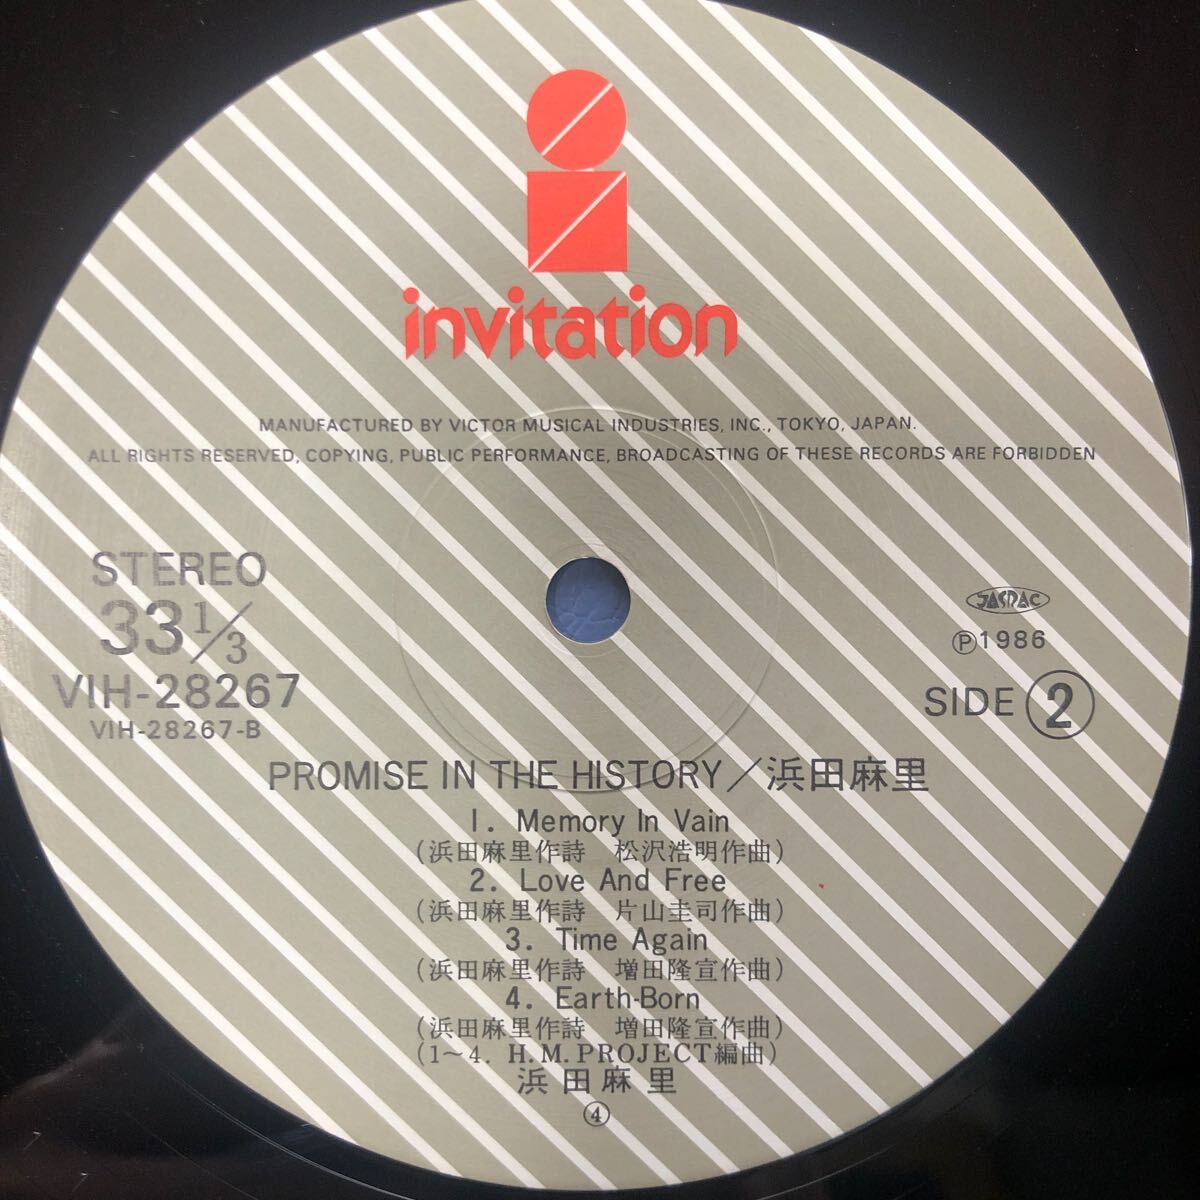 invitation
MANUFACTURED BY VICTOR MUSICAL INDUSTRIES, INC., TOKYO, JAPAN.
ALL RIGHTS RESERVED, COPYING, PUBLIC PERFORMANCE, BROADCASTING OF THESE RECORDS ARE FORBIDDEN
STEREO
33 1/3
VIH-28267
VIH-28267-B
JASRAC
Ⓟ1986
SIDE ②
PROMISE IN THE HISTORY／浜田麻里
1. Memory In Vain
(浜田麻里作詩 松沢浩明作曲)
2. Love And Free
(浜田麻里作詩 片山圭司作曲)
3. Time Again
(浜田麻里作詩 増田隆宣作曲)
4. Earth-Born
(浜田麻里作詩 増田隆宣作曲)
(1〜4. H.M.PROJECT編曲)
浜田麻里
④